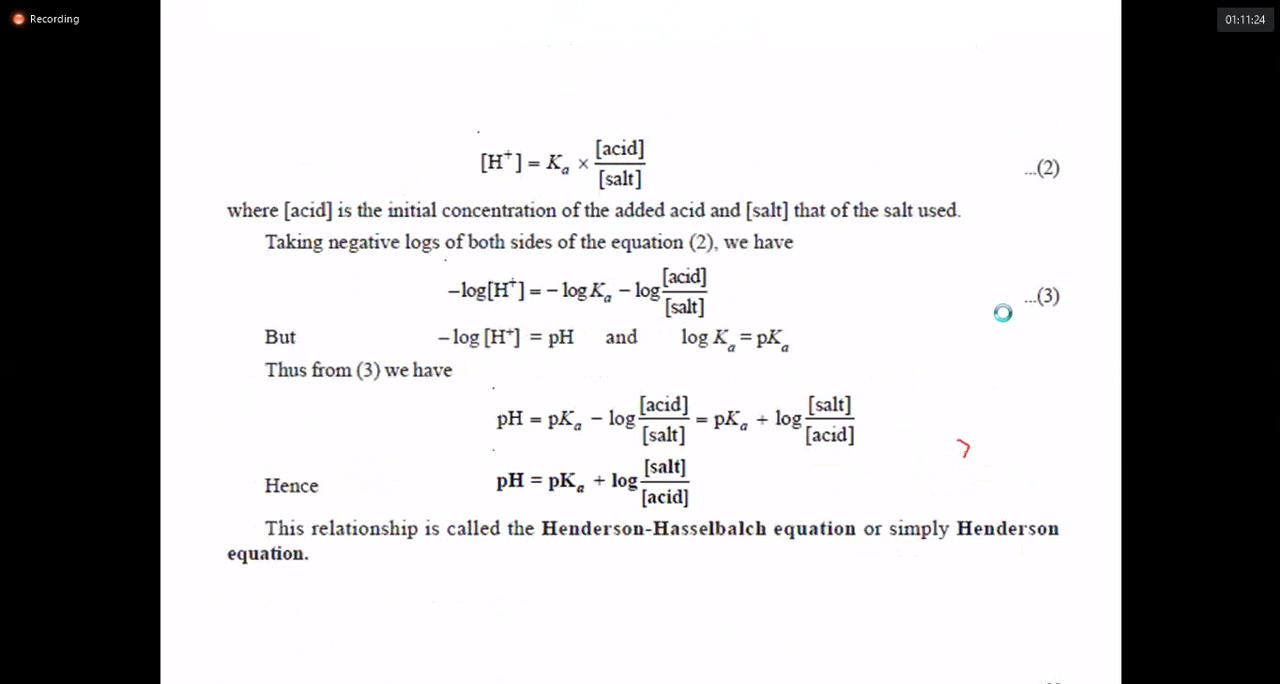 Recording
01:11:24
[H⁺] = Kₐ × [acid]/[salt] ...(2)
where [acid] is the initial concentration of the added acid and [salt] that of the salt used.
Taking negative logs of both sides of the equation (2), we have
–log[H⁺] = – log Kₐ – log [acid]/[salt] ...(3)
But – log [H⁺] = pH and log Kₐ = pKₐ
Thus from (3) we have
pH = pKₐ – log [acid]/[salt] = pKₐ + log [salt]/[acid]
Hence pH = pKₐ + log [salt]/[acid]
This relationship is called the Henderson-Hasselbalch equation or simply Henderson
equation.